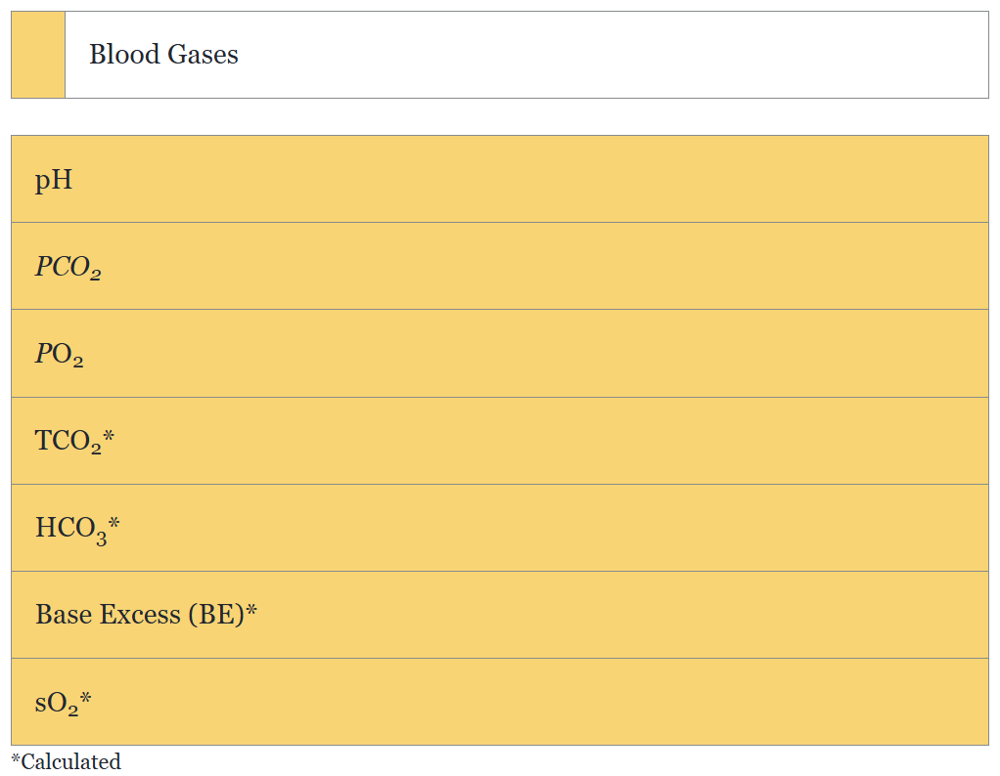 Blood Gases
pH
PCO₂
PO₂
TCO₂*
HCO₃*
Base Excess (BE)*
sO₂*
*Calculated